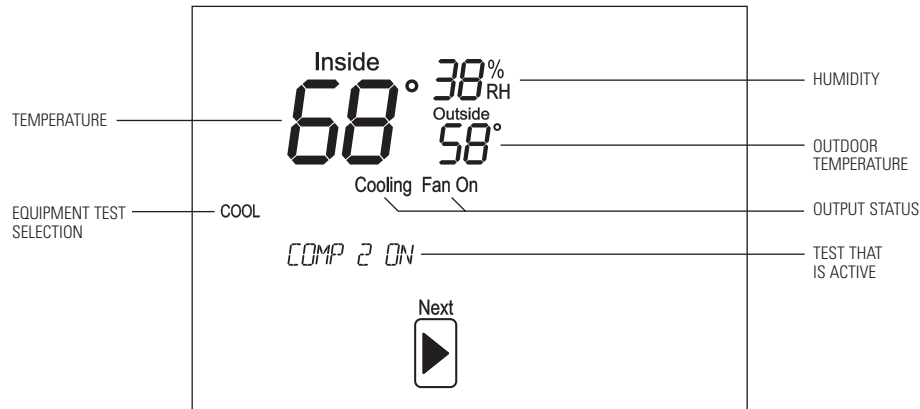 Inside
68°
38%
RH
Outside
58°
Cooling Fan On
COOL
COMP 2 ON
Next
TEMPERATURE
EQUIPMENT TEST
SELECTION
HUMIDITY
OUTDOOR
TEMPERATURE
OUTPUT STATUS
TEST THAT
IS ACTIVE